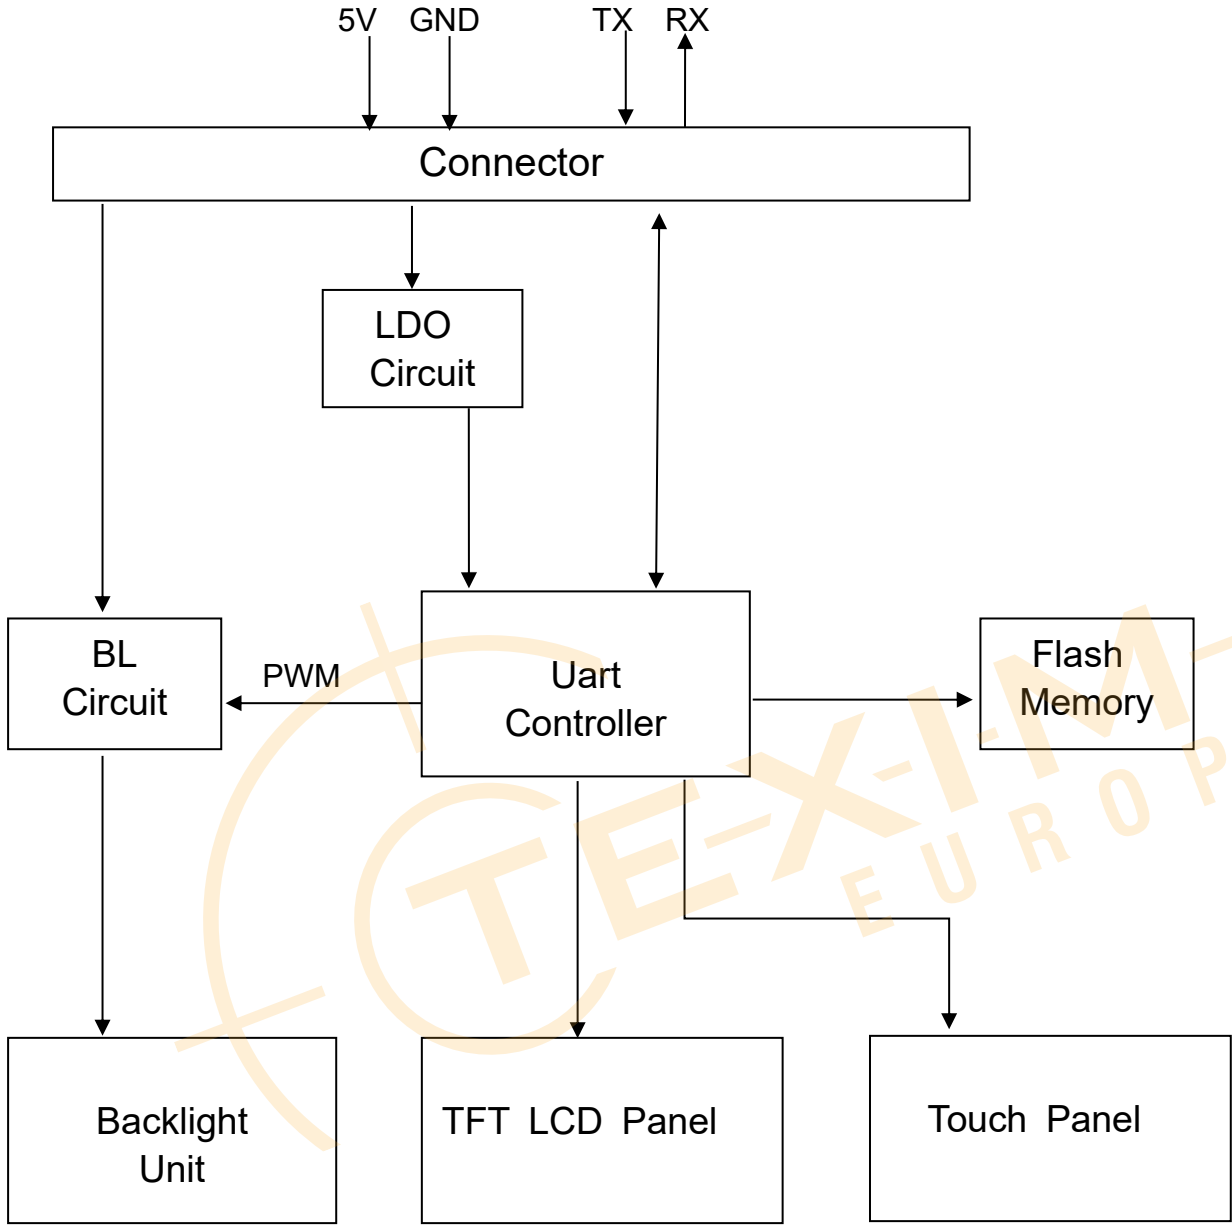 5V GND TX RX
Connector
LDO
Circuit
BL
Circuit
PWM
Uart
Controller
Flash
Memory
TEXIM
EUROP
Backlight
Unit
TFT LCD Panel
Touch Panel